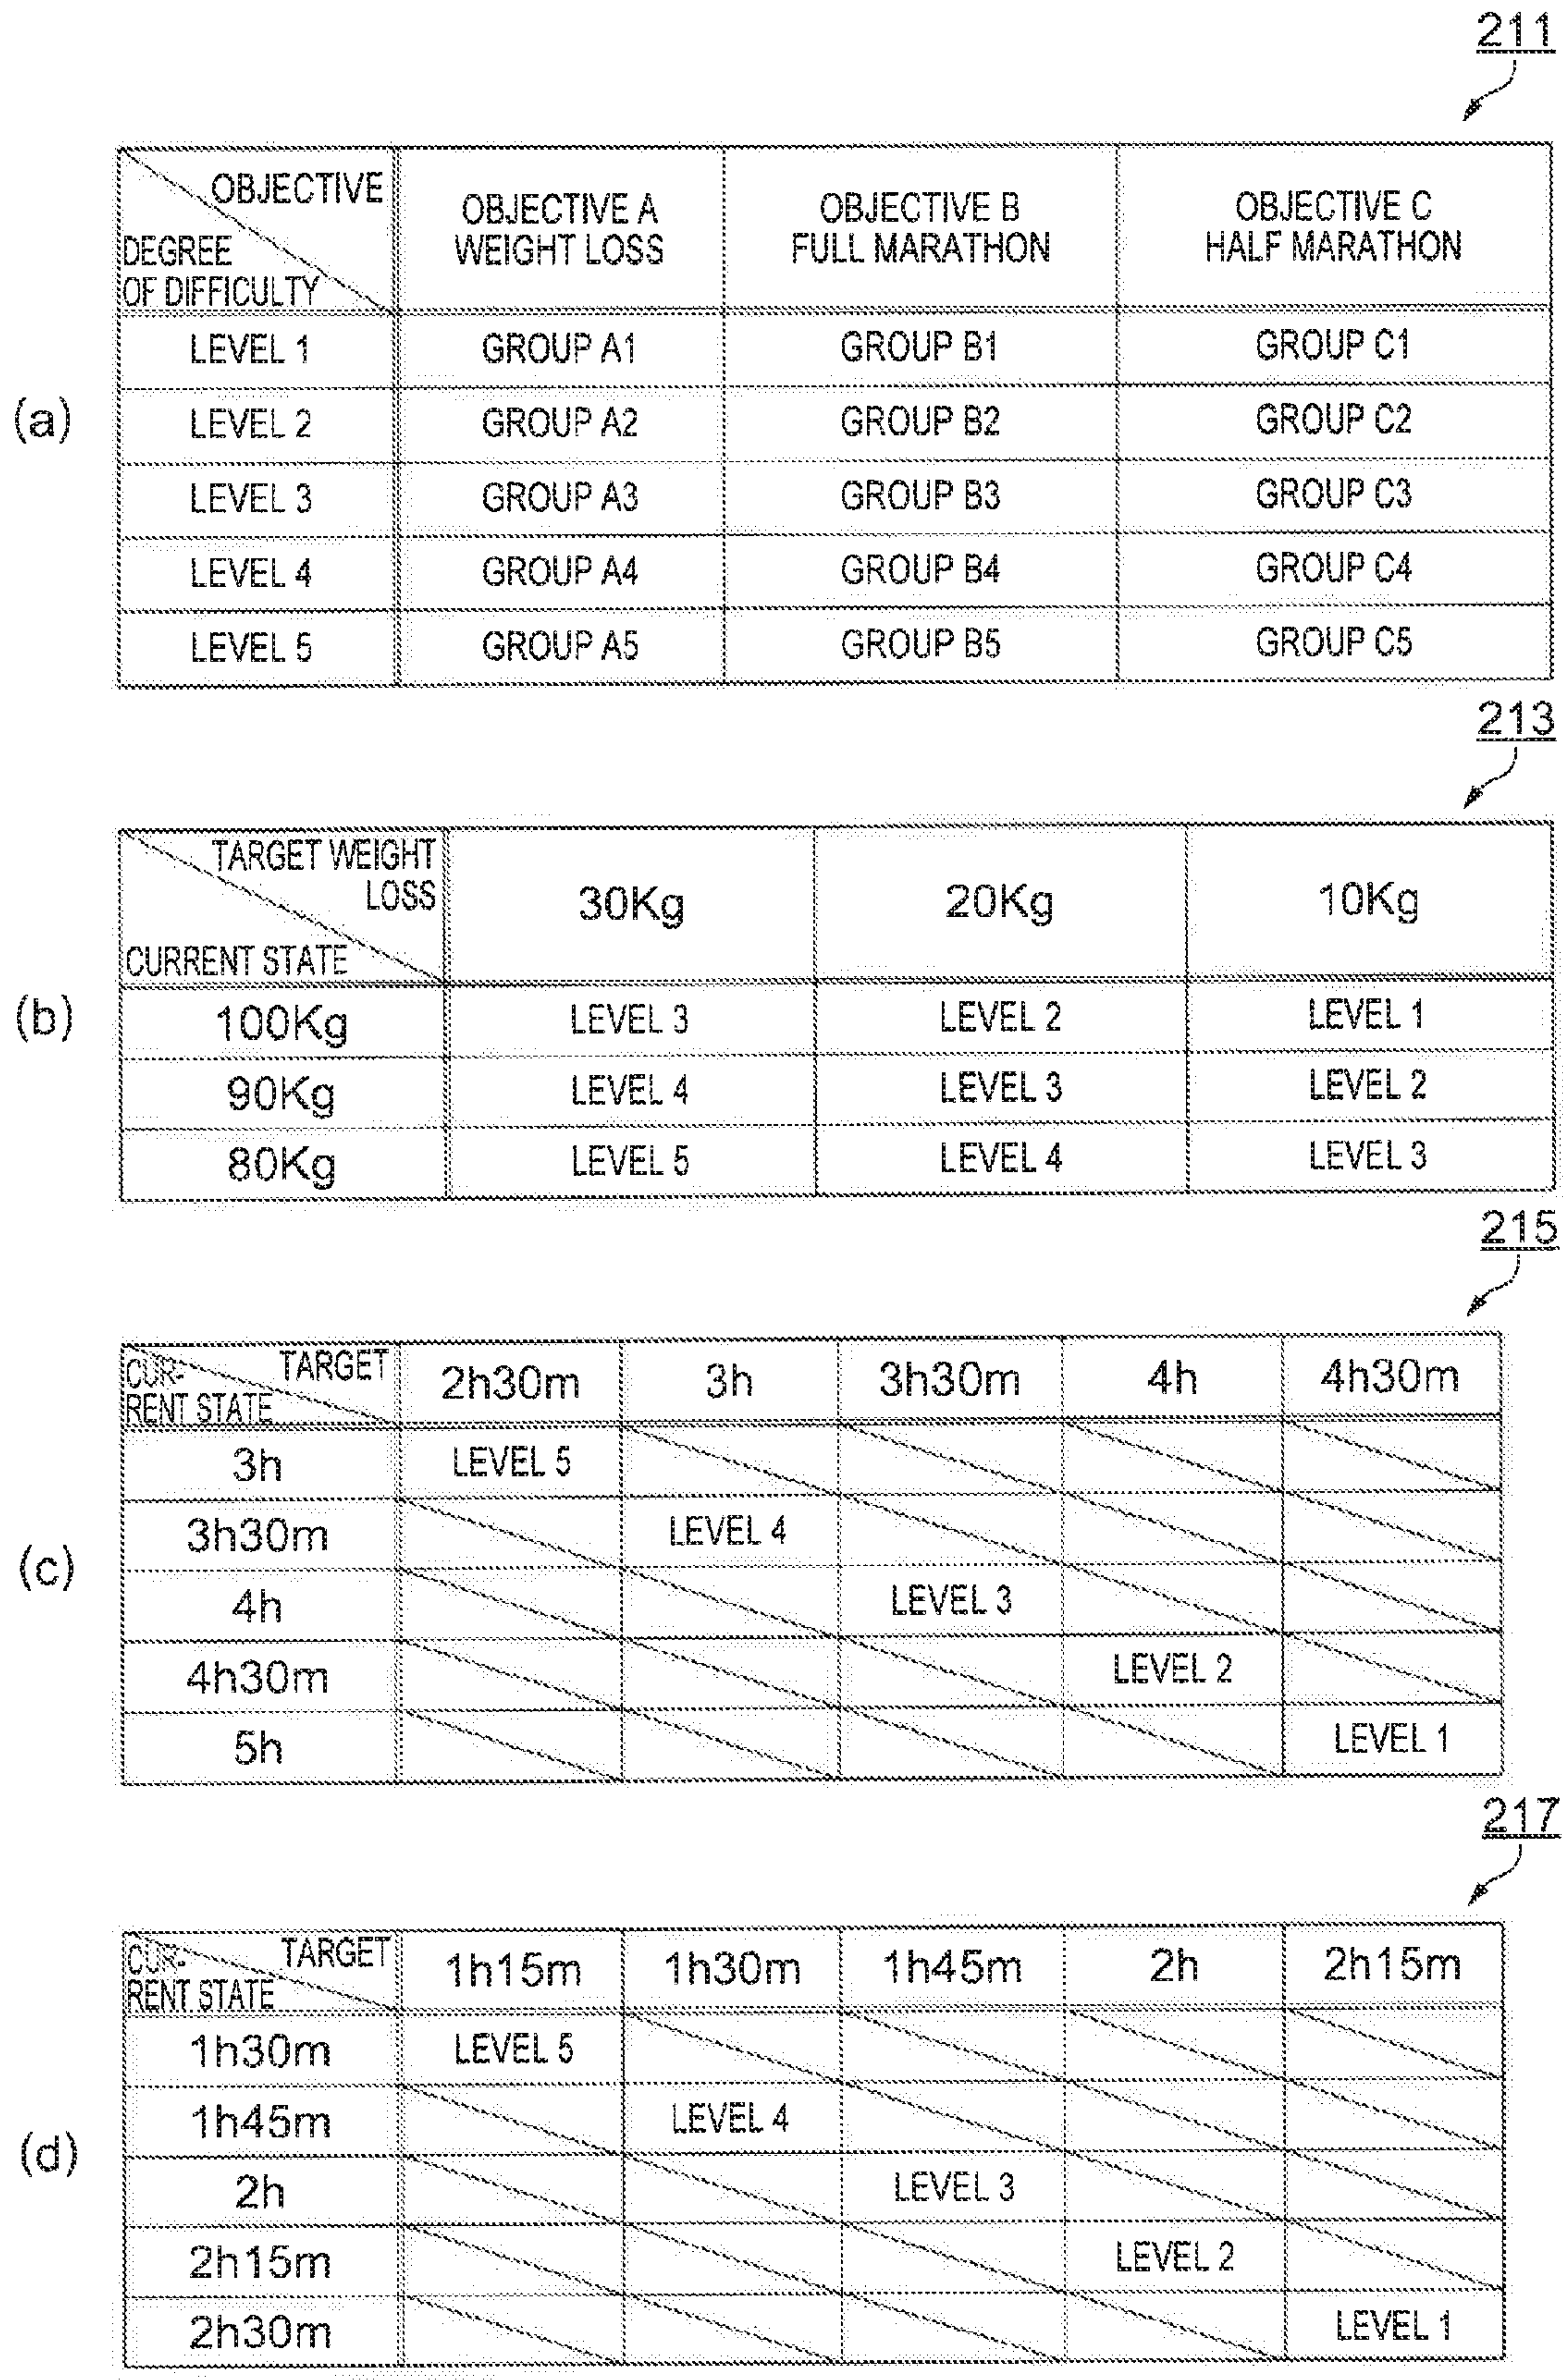 211
OBJECTIVE
DEGREE
OF DIFFICULTY
OBJECTIVE A
WEIGHT LOSS
OBJECTIVE B
FULL MARATHON
OBJECTIVE C
HALF MARATHON
(a)
LEVEL 1 GROUP A1 GROUP B1 GROUP C1
LEVEL 2 GROUP A2 GROUP B2 GROUP C2
LEVEL 3 GROUP A3 GROUP B3 GROUP C3
LEVEL 4 GROUP A4 GROUP B4 GROUP C4
LEVEL 5 GROUP A5 GROUP B5 GROUP C5
213
TARGET WEIGHT
LOSS
CURRENT STATE
30Kg 20Kg 10Kg
(b)
100Kg LEVEL 3 LEVEL 2 LEVEL 1
90Kg LEVEL 4 LEVEL 3 LEVEL 2
80Kg LEVEL 5 LEVEL 4 LEVEL 3
215
TARGET
CUR-
RENT STATE
2h30m 3h 3h30m 4h 4h30m
(c)
3h LEVEL 5
3h30m LEVEL 4
4h LEVEL 3
4h30m LEVEL 2
5h LEVEL 1
217
TARGET
CUR-
RENT STATE
1h15m 1h30m 1h45m 2h 2h15m
(d)
1h30m LEVEL 5
1h45m LEVEL 4
2h LEVEL 3
2h15m LEVEL 2
2h30m LEVEL 1